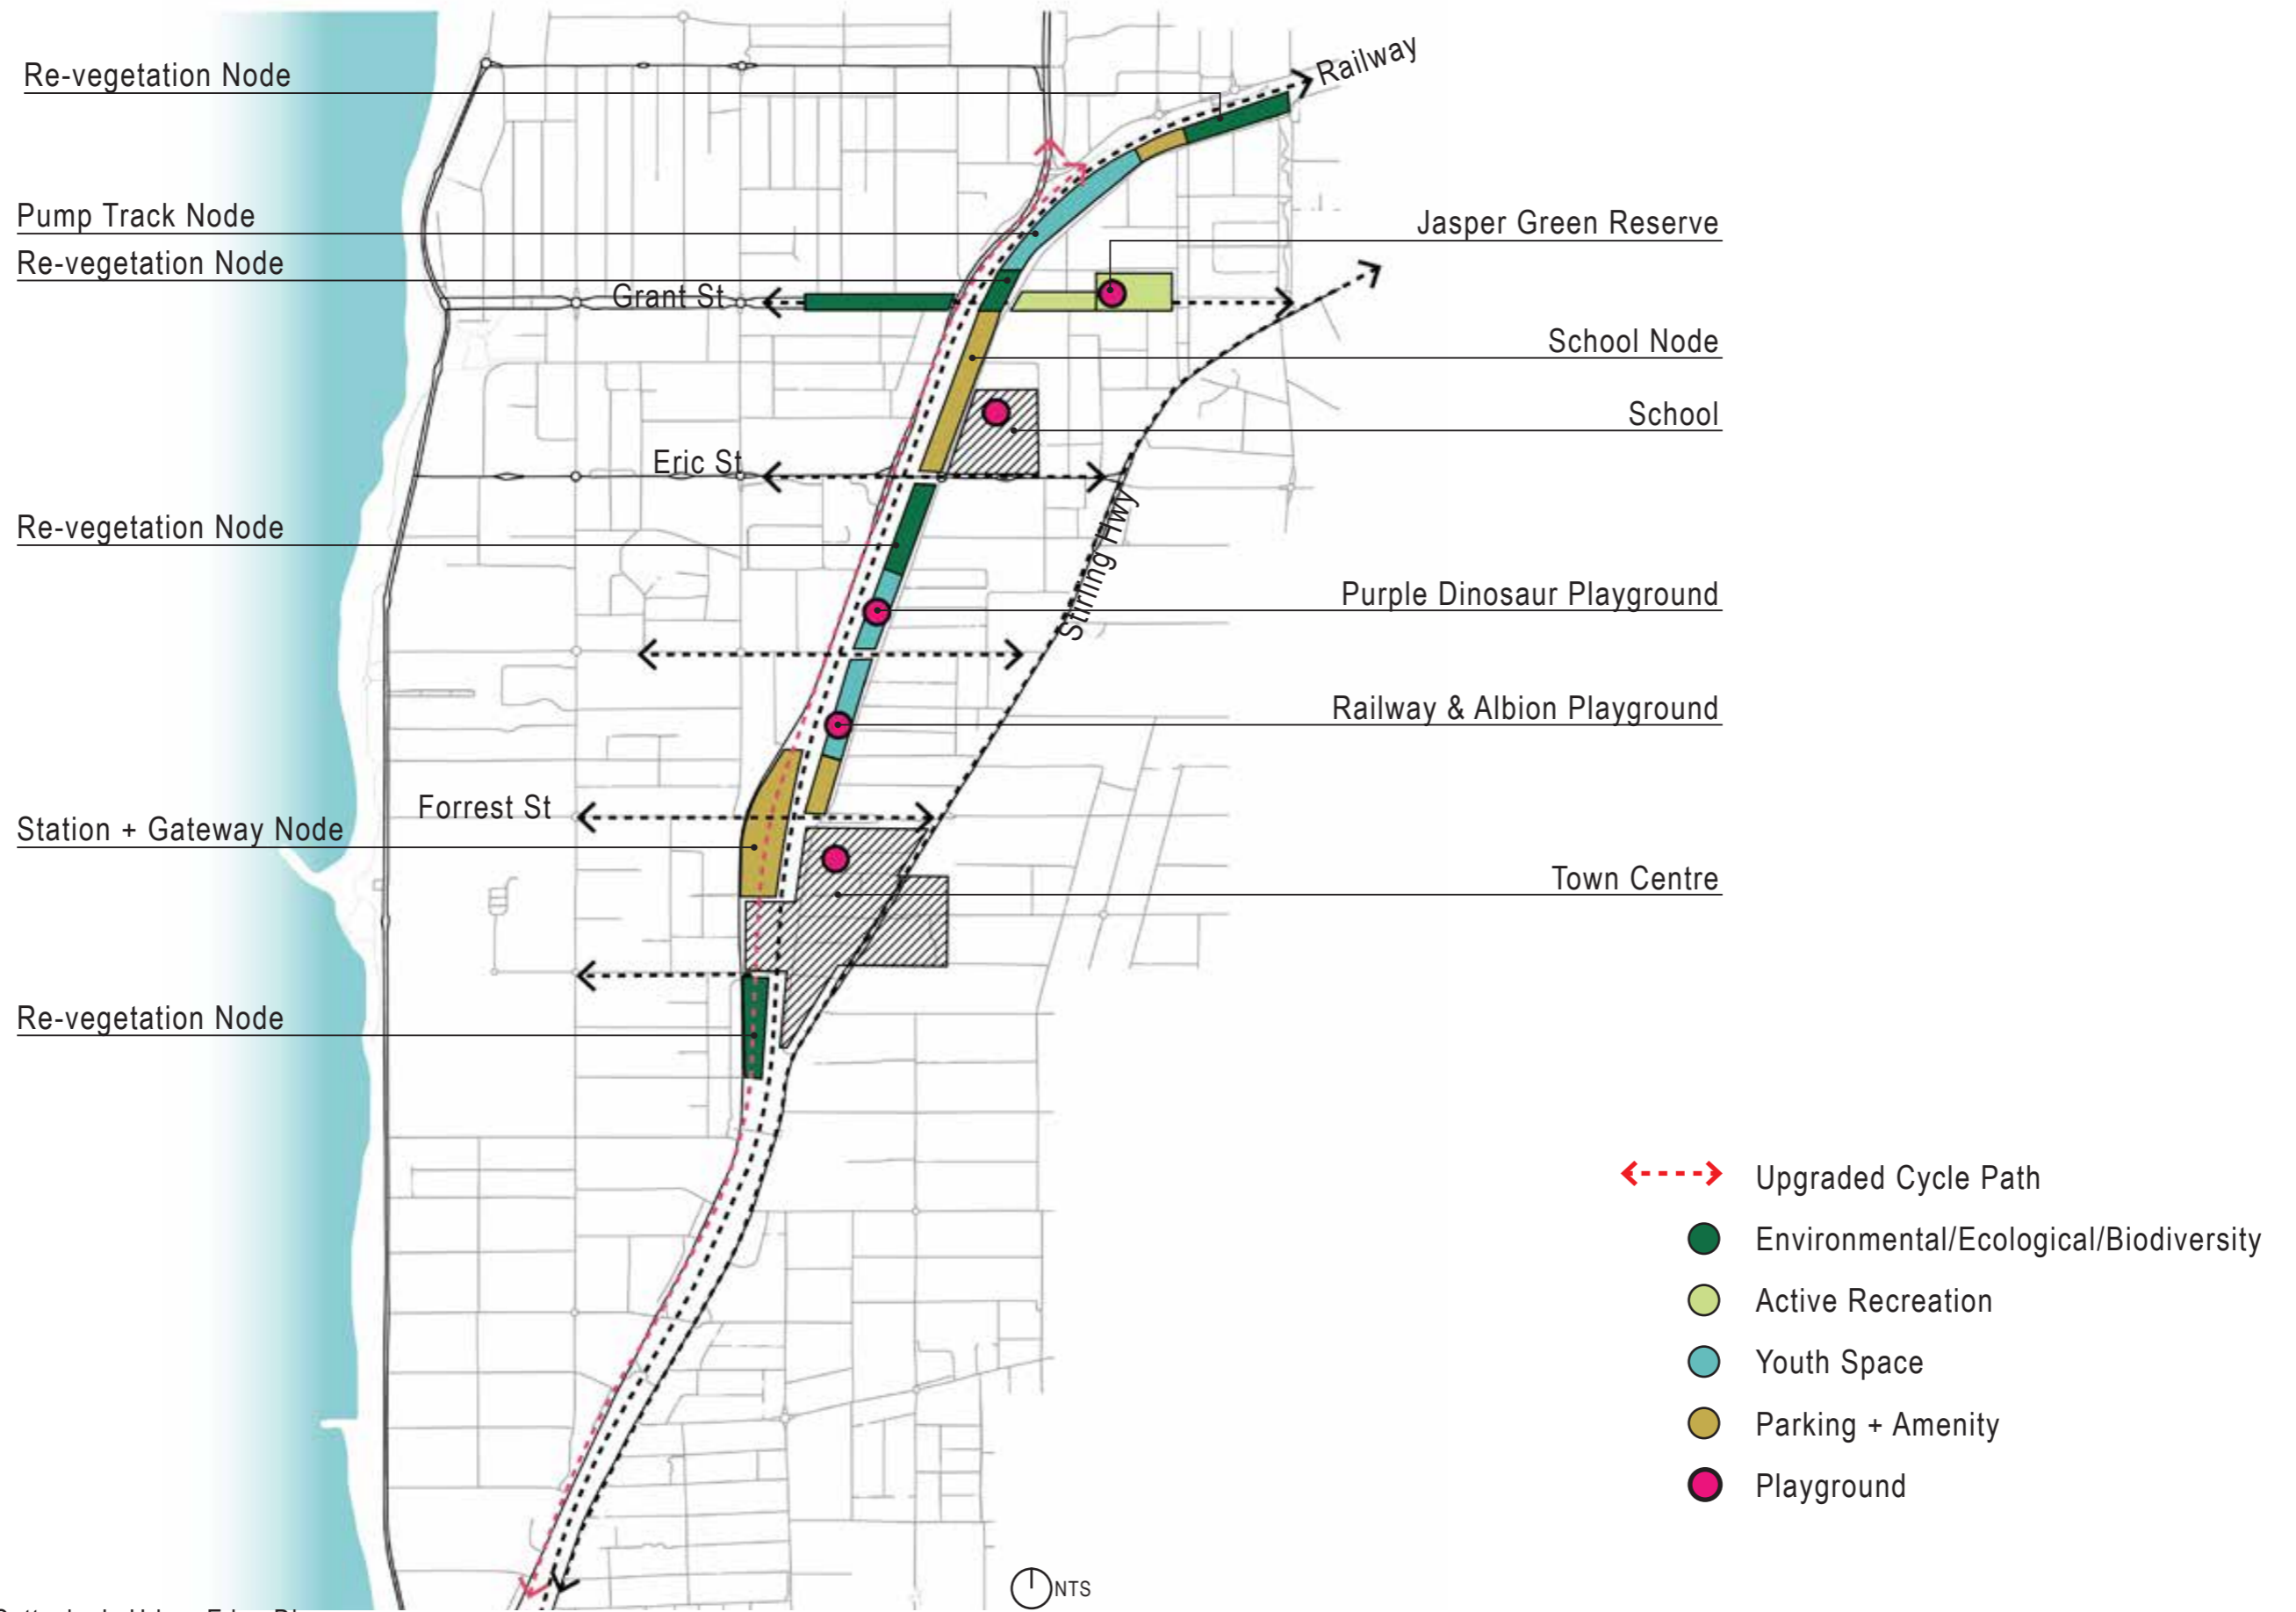 Re-vegetation Node
Railway
Pump Track Node
Jasper Green Reserve
Re-vegetation Node
Grant St
School Node
School
Eric St
Re-vegetation Node
Stirling Hwy
Purple Dinosaur Playground
Railway & Albion Playground
Forrest St
Station + Gateway Node
Town Centre
Re-vegetation Node
Upgraded Cycle Path
Environmental/Ecological/Biodiversity
Active Recreation
Youth Space
Parking + Amenity
Playground
NTS